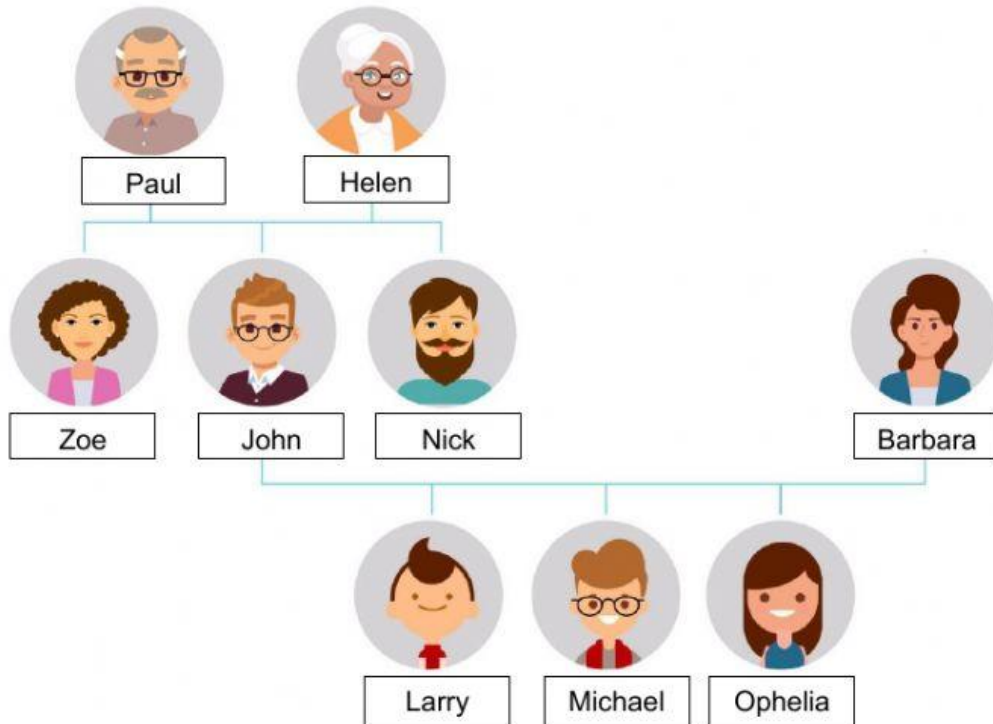 Paul
Helen
Zoe
John
Nick
Barbara
Larry
Michael
Ophelia